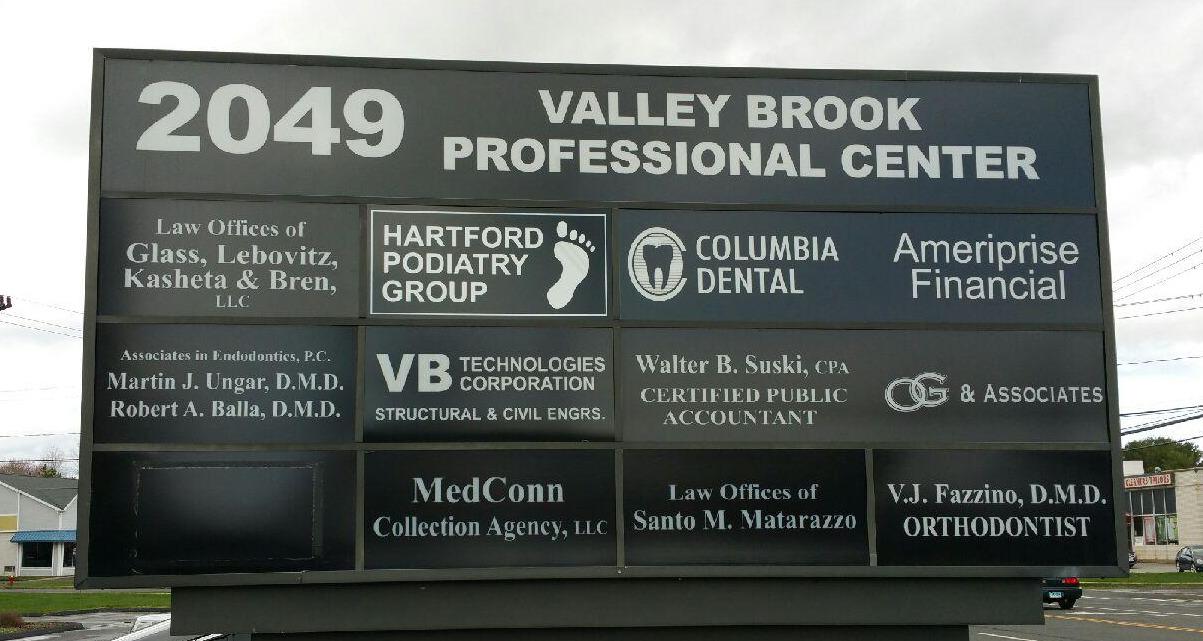 2049
VALLEY BROOK
PROFESSIONAL CENTER
Law Offices of
Glass, Lebovitz,
Kasheta & Bren,
LLC
HARTFORD
PODIATRY
GROUP
COLUMBIA
DENTAL
Ameriprise
Financial
Associates in Endodontics, P.C.
Martin J. Ungar, D.M.D.
Robert A. Balla, D.M.D.
VB TECHNOLOGIES
CORPORATION
STRUCTURAL & CIVIL ENGRS.
Walter B. Suski, CPA
CERTIFIED PUBLIC
ACCOUNTANT
OG & ASSOCIATES
MedConn
Collection Agency, LLC
Law Offices of
Santo M. Matarazzo
V.J. Fazzino, D.M.D.
ORTHODONTIST